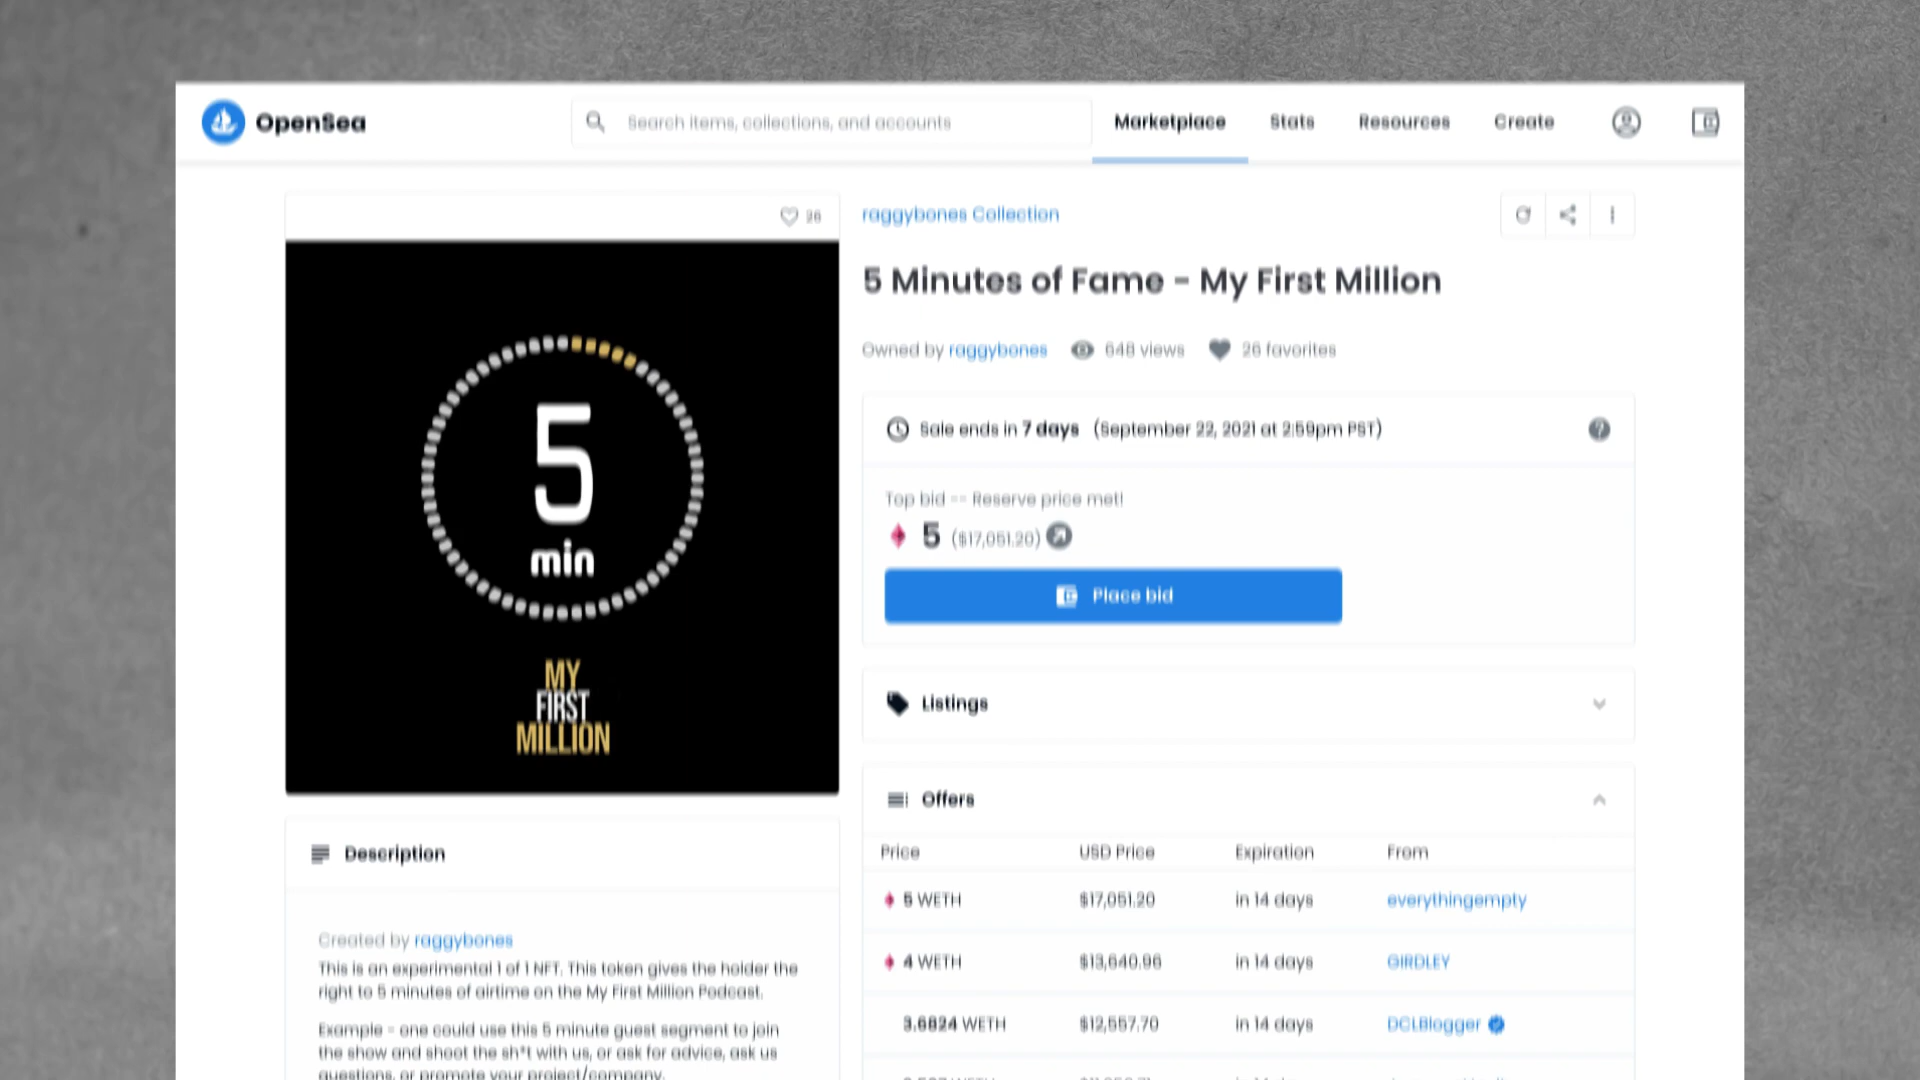 OpenSea
Search items, collections, and accounts
Marketplace
Stats
Resources
Create
26
5
min
MY
FIRST
MILLION
raggybones Collection
5 Minutes of Fame - My First Million
Owned by raggybones
648 views
26 favorites
Sale ends in 7 days (September 22, 2021 at 2:59pm PST)
Top bid -- Reserve price met!
5 ($17,051.20)
Place bid
Listings
Offers
Price USD Price Expiration From
5 WETH $17,051.20 in 14 days everythingempty
4 WETH $13,640.96 in 14 days GIRDLEY
3.6824 WETH $12,557.70 in 14 days DCLBlogger
Description
Created by raggybones
This is an experimental 1 of 1 NFT. This token gives the holder the
right to 5 minutes of airtime on the My First Million Podcast.
Example - one could use this 5 minute guest segment to join
the show and shoot the sh*t with us, or ask for advice, ask us
questions, or promote your project/company.